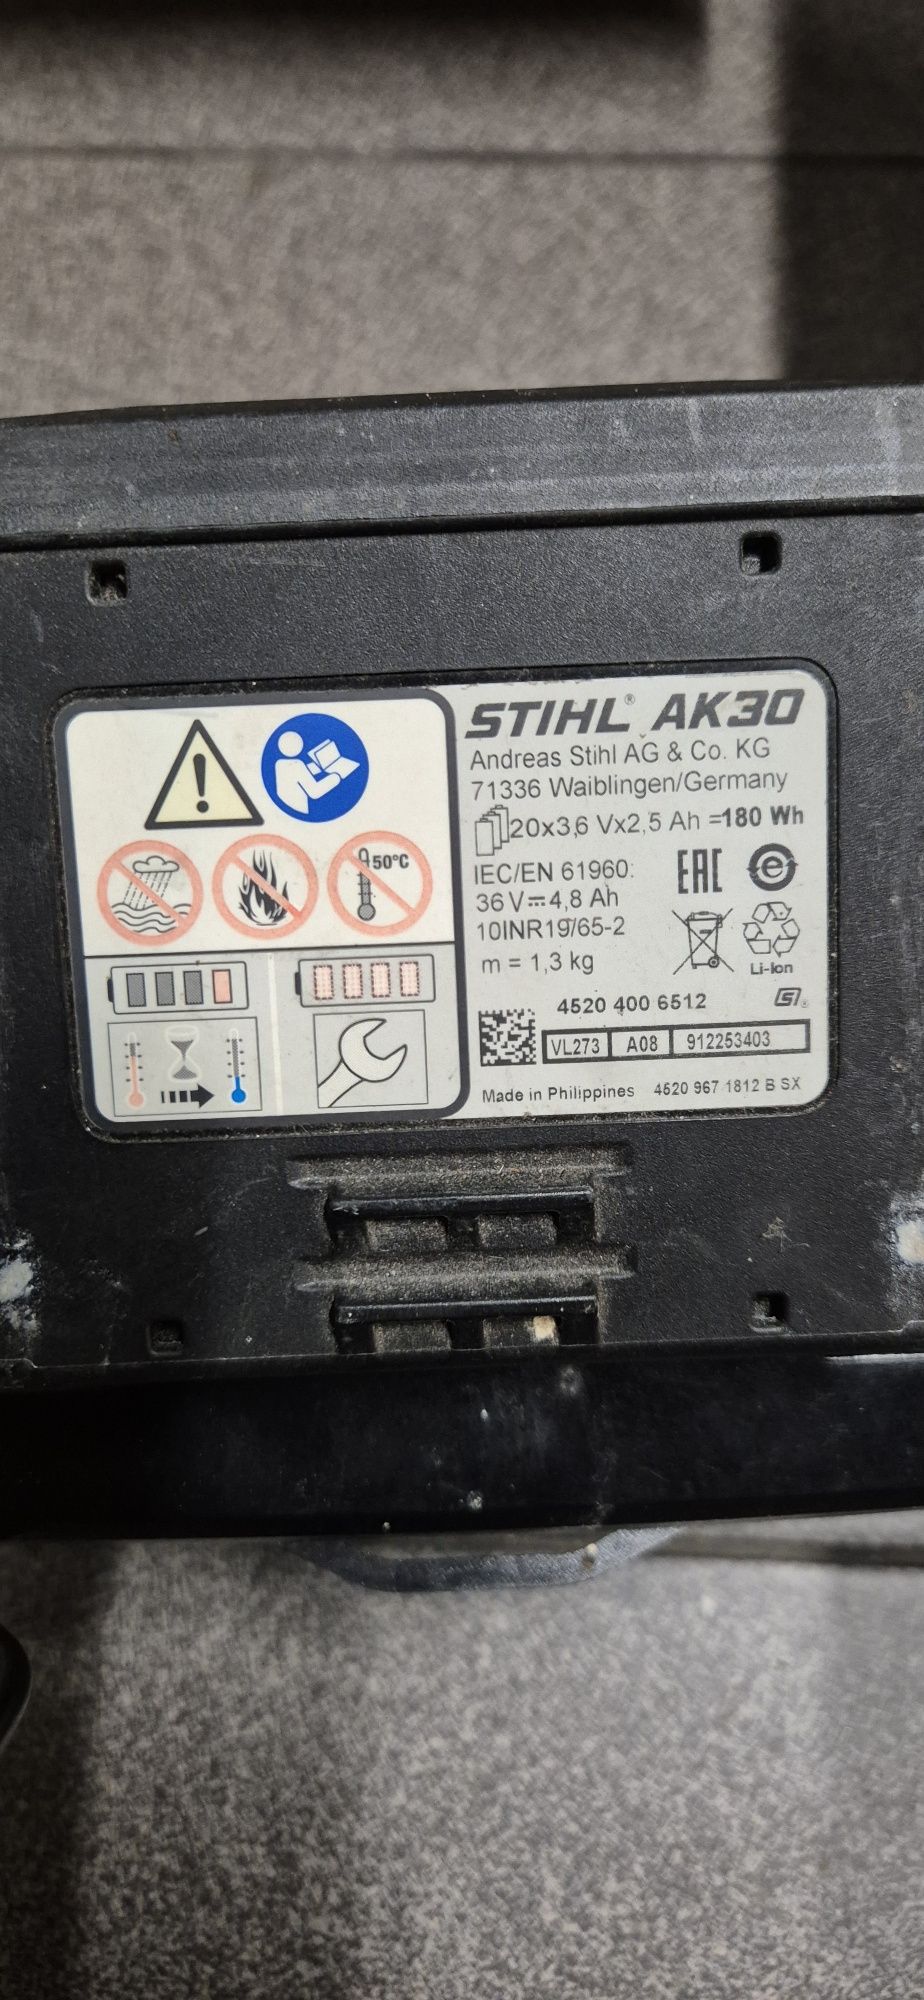 STIHL® AK30
Andreas Stihl AG & Co. KG
71336 Waiblingen/Germany
20x3,6 Vx2,5 Ah =180 Wh
IEC/EN 61960:
36 V⎓4,8 Ah
10INR19/65-2
m = 1,3 kg
EAC
Li-Ion
4520 400 6512
VL273 A08 912253403
Made in Philippines 4520 967 1812 B SX
50°C